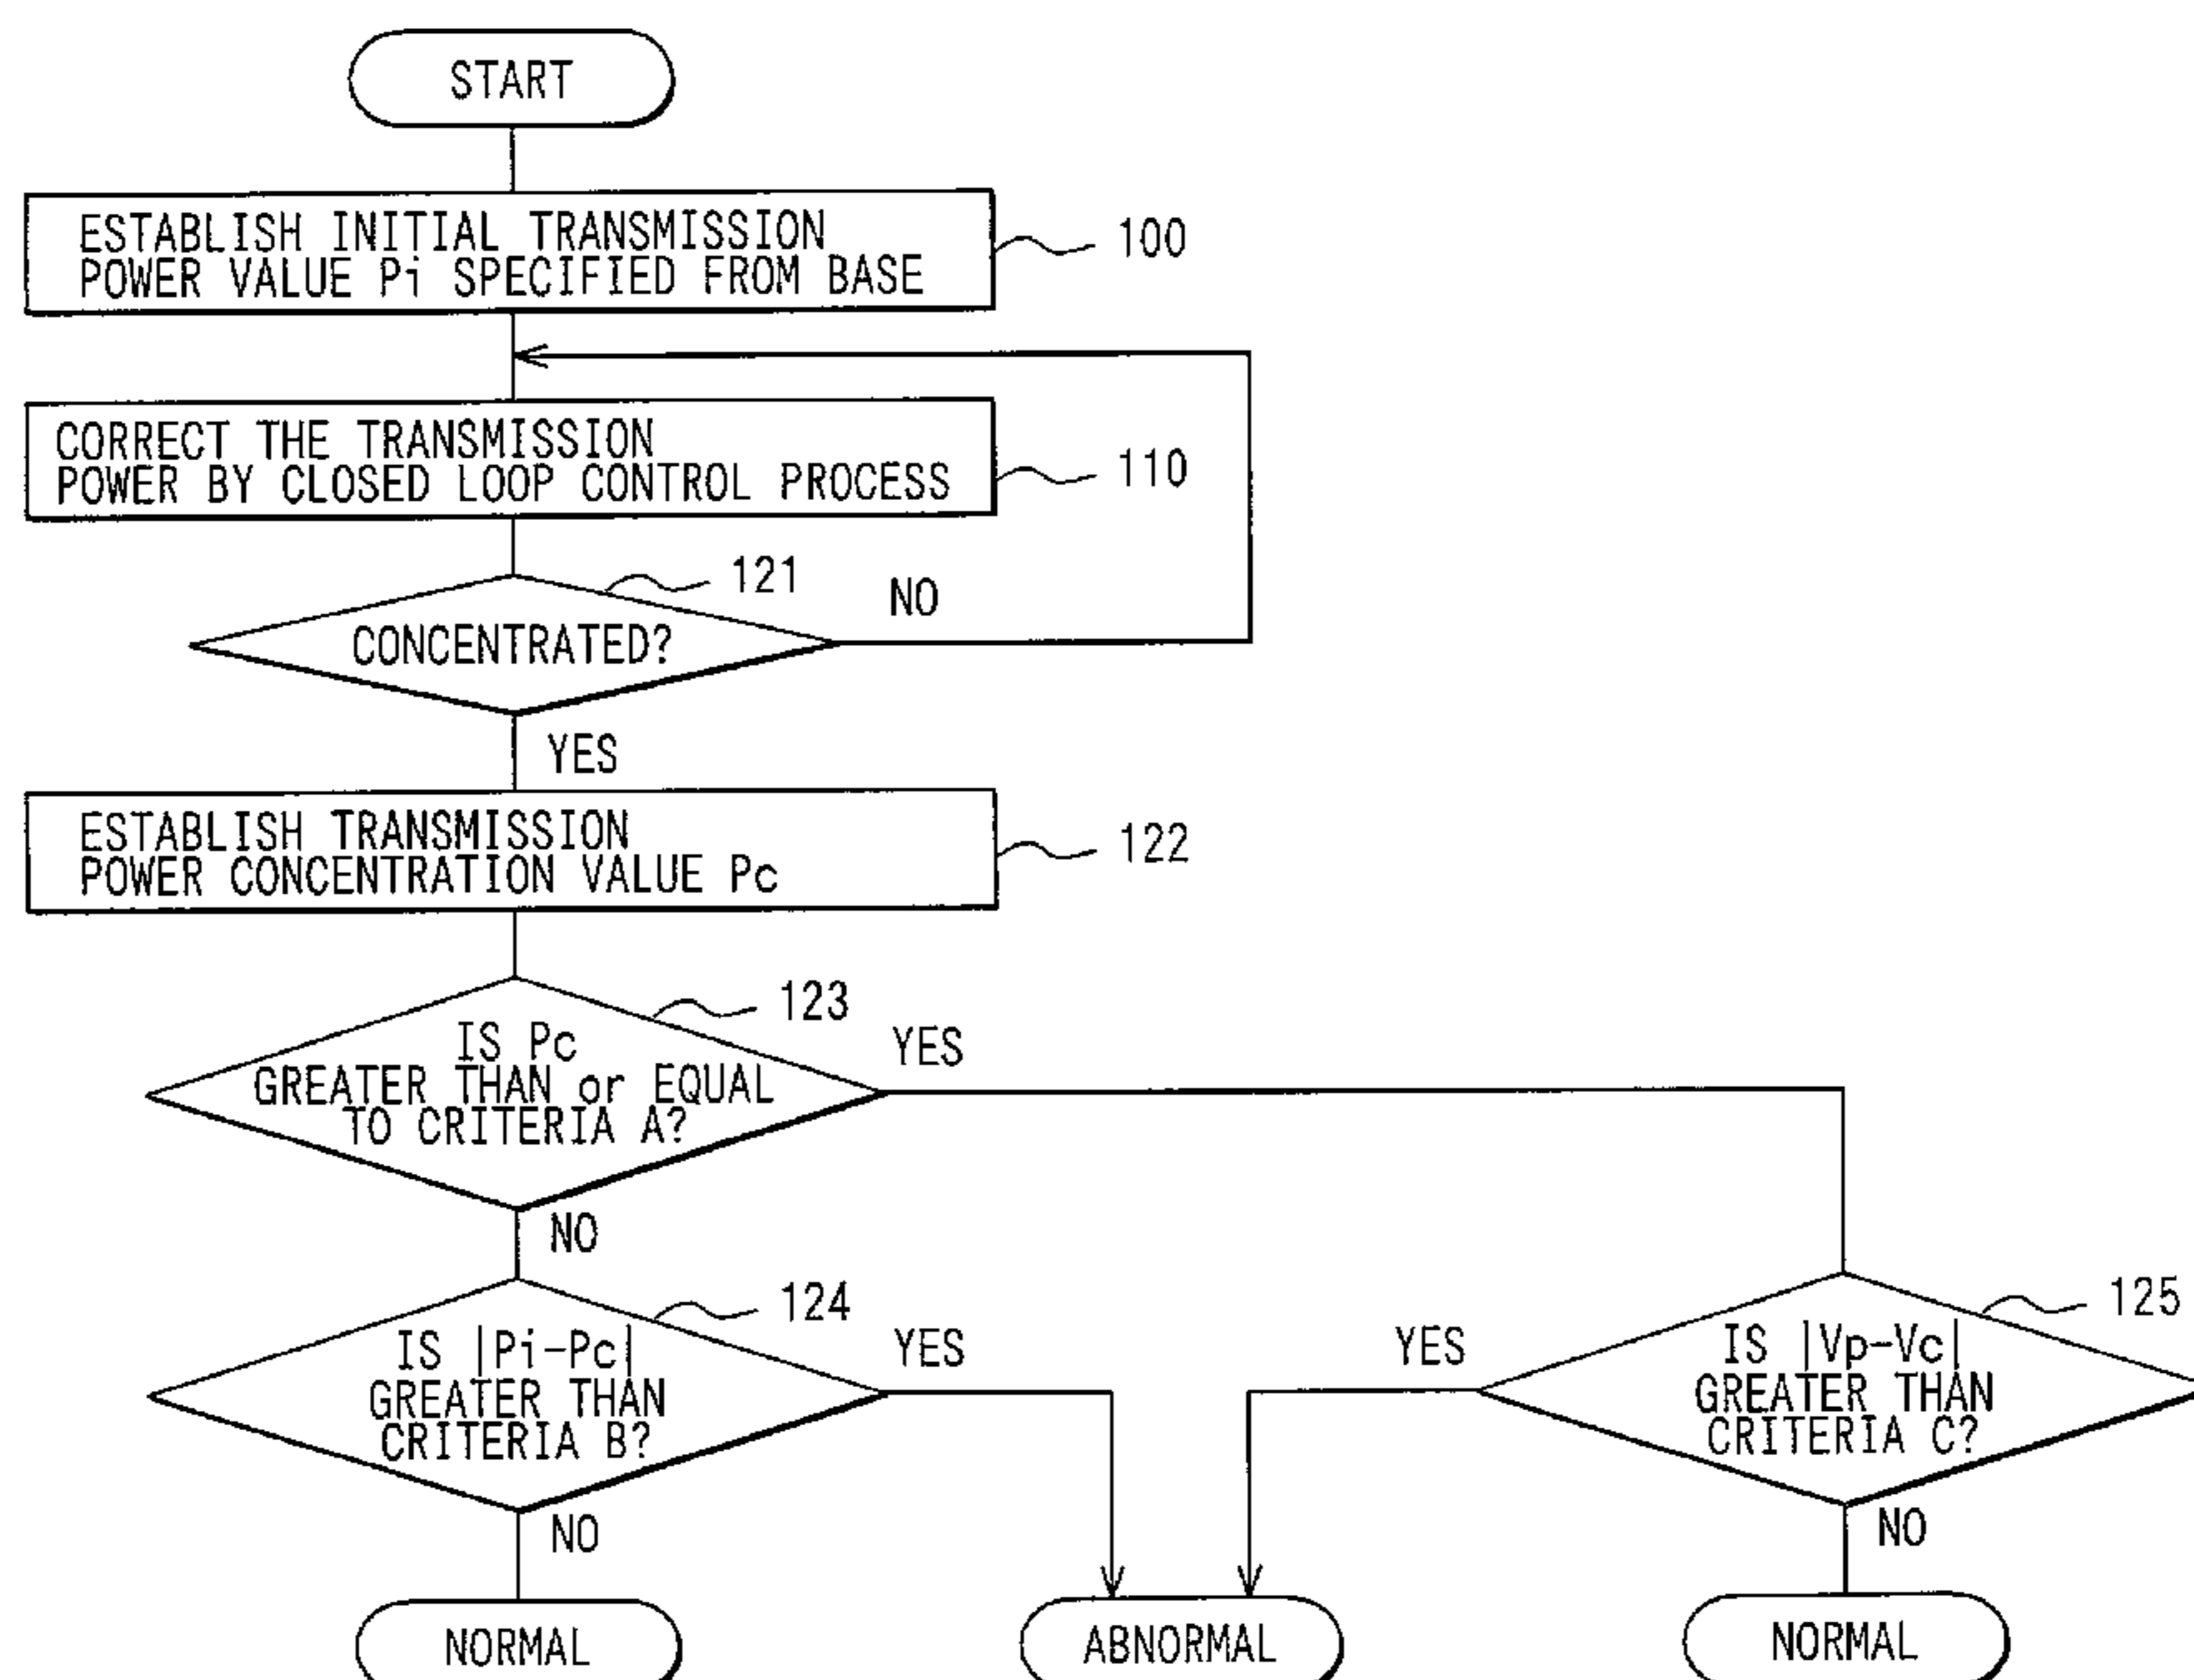 START
ESTABLISH INITIAL TRANSMISSION
POWER VALUE Pi SPECIFIED FROM BASE
100
CORRECT THE TRANSMISSION
POWER BY CLOSED LOOP CONTROL PROCESS
110
121
NO
CONCENTRATED?
YES
ESTABLISH TRANSMISSION
POWER CONCENTRATION VALUE Pc
122
123
YES
IS Pc
GREATER THAN or EQUAL
TO CRITERIA A?
NO
124
YES
IS |Pi-Pc|
GREATER THAN
CRITERIA B?
NO
125
YES
IS |Vp-Vc|
GREATER THAN
CRITERIA C?
NO
NORMAL
ABNORMAL
NORMAL